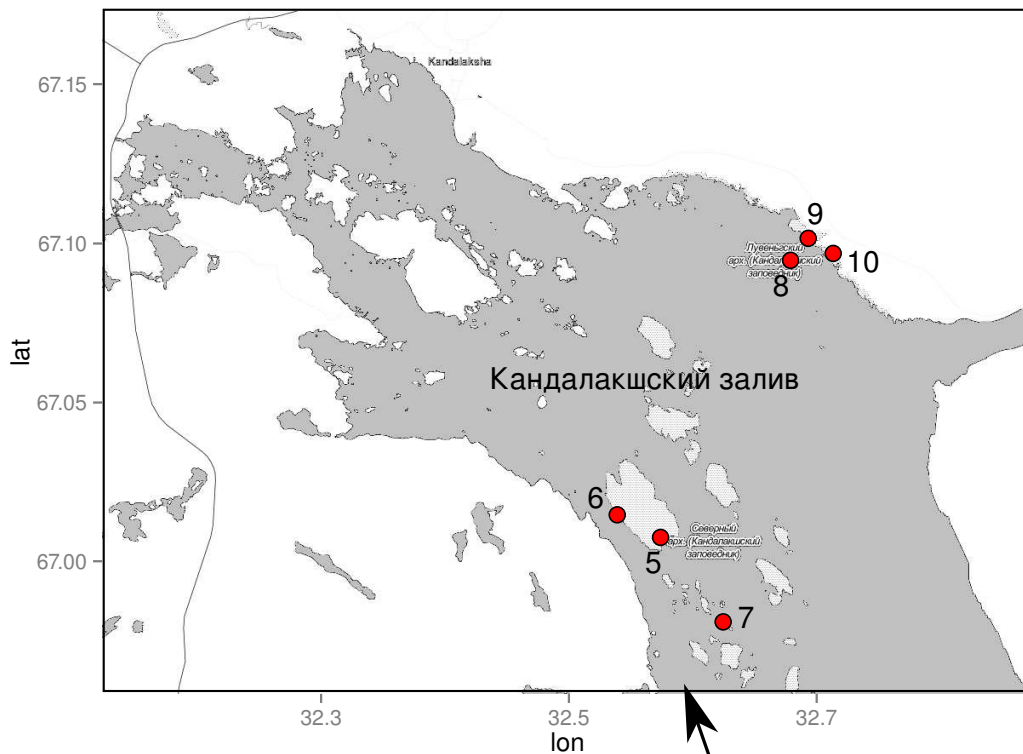 Kandalaksha
67.15
67.10
67.05
67.00
lat
9
10
8
Лувеньгский
арх. (Кандалакшский
заповедник)
Кандалакшский залив
6
5
Северный
арх. (Кандалакшский
заповедник)
7
32.3
32.5
32.7
lon